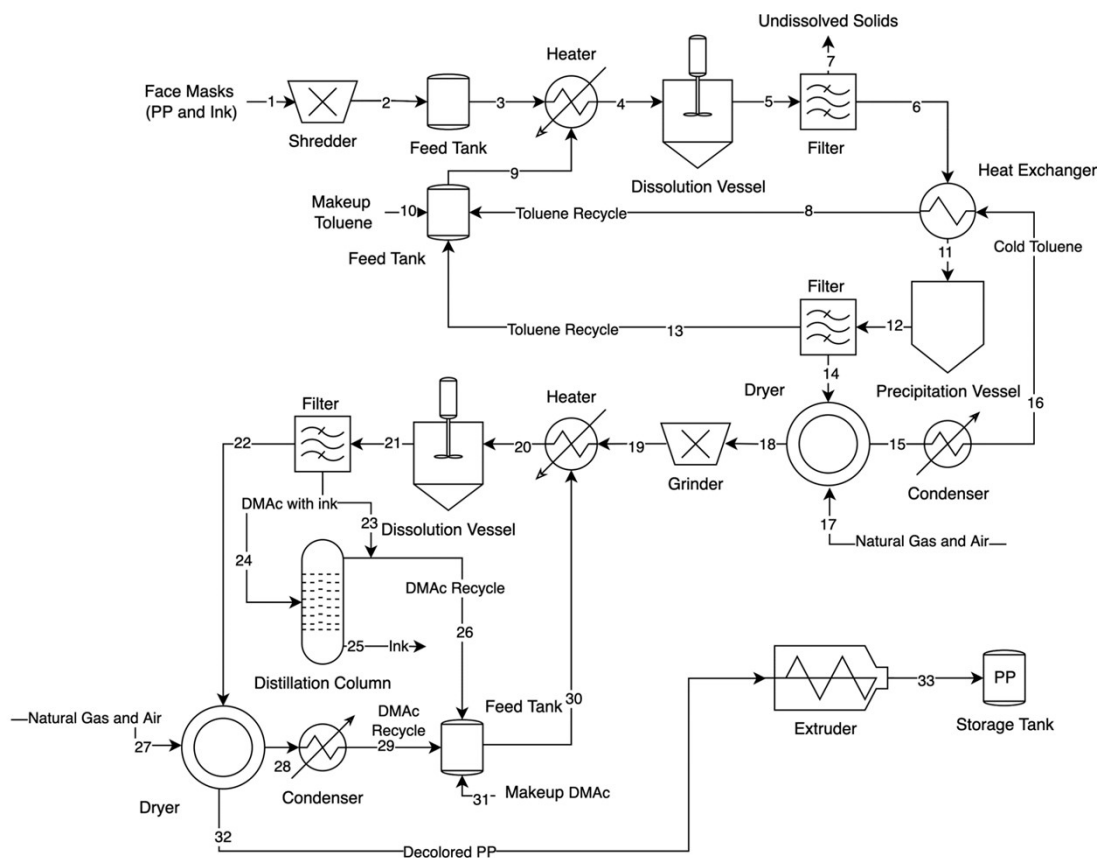 Undissolved Solids
7
Heater
Face Masks
(PP and Ink)
1
2
3
4
5
6
Shredder
Feed Tank
Dissolution Vessel
Filter
Heat Exchanger
9
Makeup
Toluene
10
Toluene Recycle
8
Feed Tank
11
Cold Toluene
Filter
Toluene Recycle
13
12
14
Precipitation Vessel
16
Dryer
Heater
Filter
22
21
20
19
18
15
Grinder
Condenser
Dissolution Vessel
17
Natural Gas and Air
DMAc with ink
23
24
DMAc Recycle
26
25
Ink
Distillation Column
30
Feed Tank
Natural Gas and Air
27
DMAc
Recycle
29
28
Condenser
31
Makeup DMAc
Dryer
32
Decolored PP
Extruder
33
PP
Storage Tank